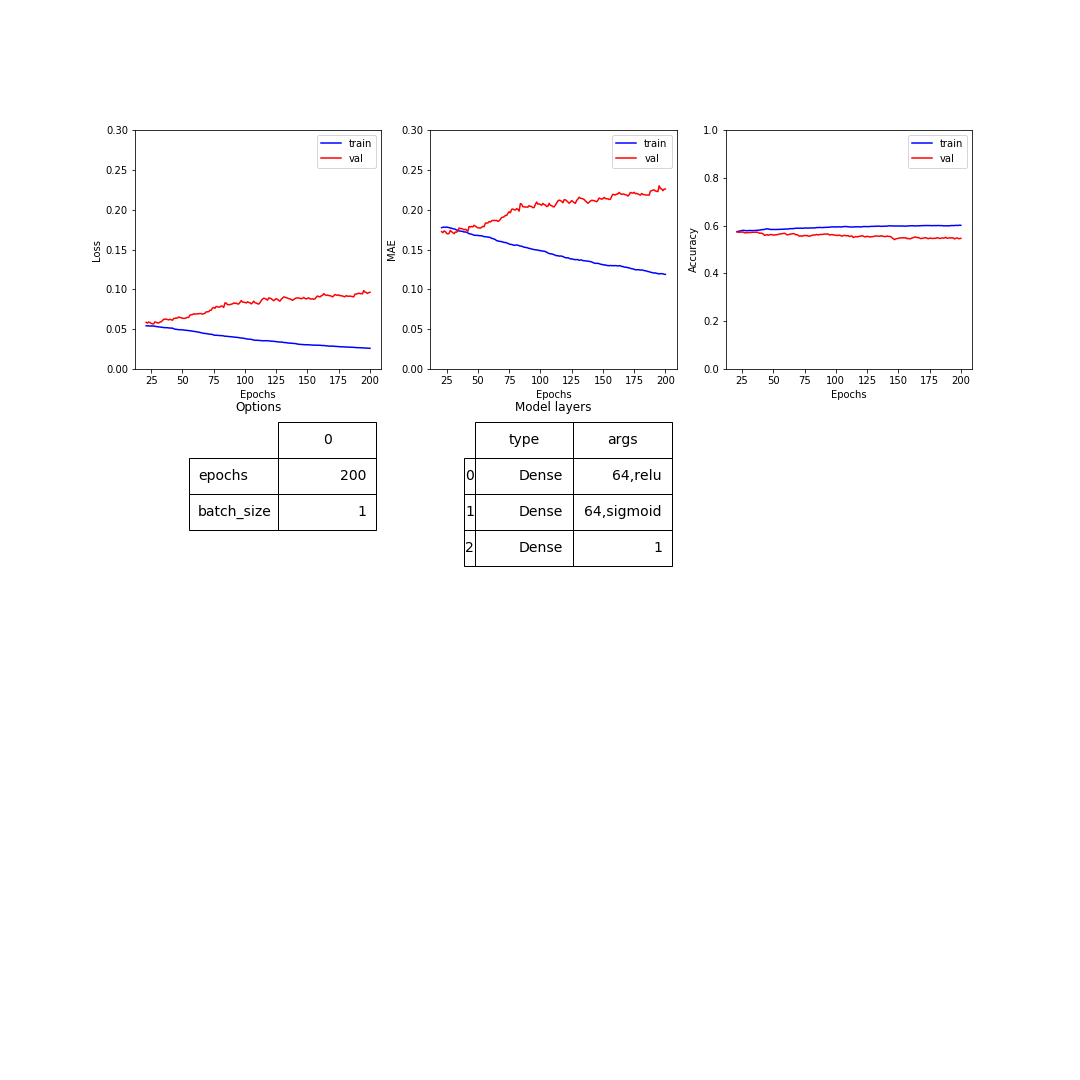 0.30
0.25
0.20
0.15
0.10
0.05
0.00
Loss
train
val
25 50 75 100 125 150 175 200
Epochs
0.30
0.25
0.20
0.15
0.10
0.05
0.00
MAE
train
val
25 50 75 100 125 150 175 200
Epochs
1.0
0.8
0.6
0.4
0.2
0.0
Accuracy
train
val
25 50 75 100 125 150 175 200
Epochs
Options
0
epochs 200
batch_size 1
Model layers
type args
0 Dense 64,relu
1 Dense 64,sigmoid
2 Dense 1